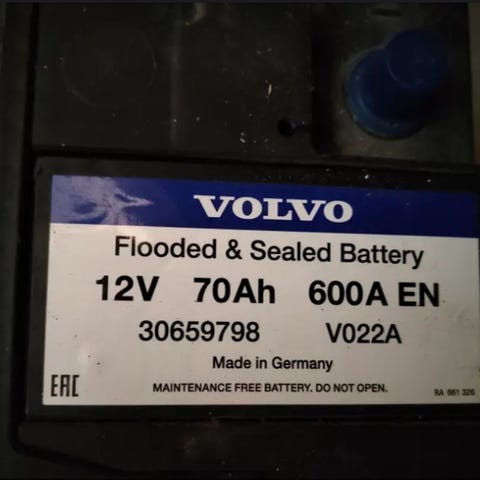 VOLVO
Flooded & Sealed Battery
12V 70Ah 600A EN
30659798 V022A
Made in Germany
EAC MAINTENANCE FREE BATTERY. DO NOT OPEN. RA 661 326